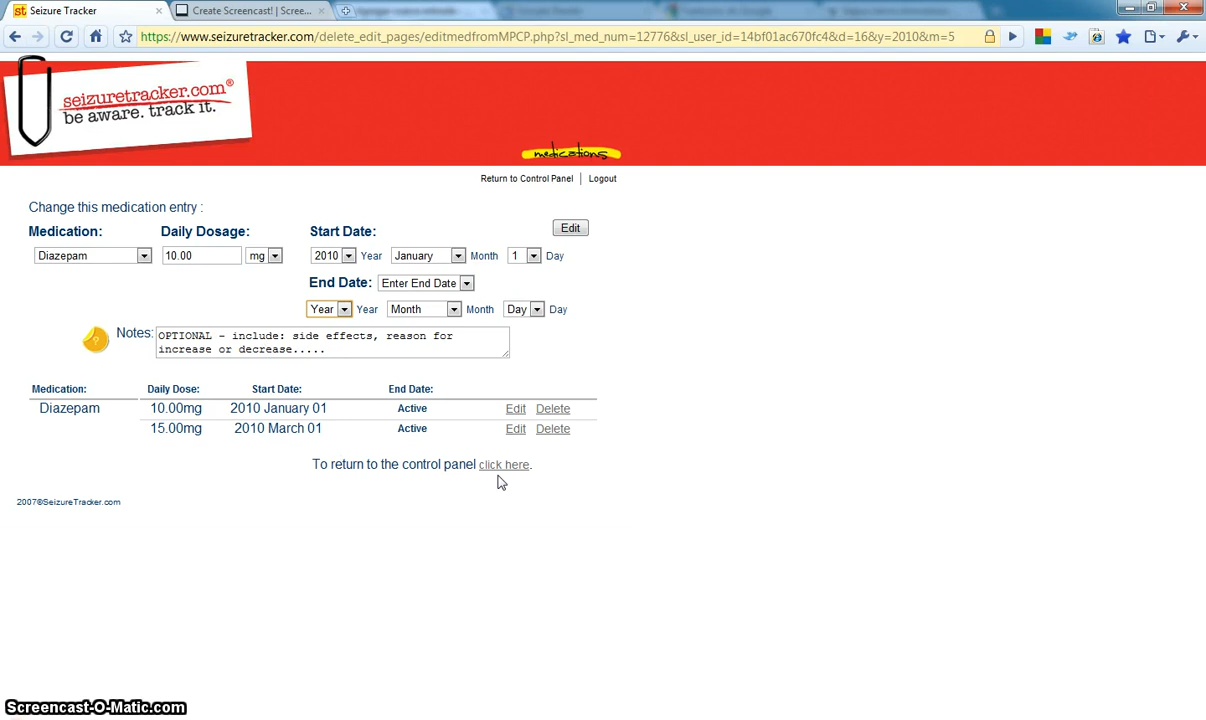 Seizure Tracker
Create Screencast! | Scree...
https://www.seizuretracker.com/delete_edit_pages/editmedfromMPCP.php?sl_med_num=12776&sl_user_id=14bf01ac670fc4&d=16&y=2010&m=5
seizuretracker.com®
be aware. track it.
medications
Return to Control Panel | Logout
Change this medication entry :
Medication: Daily Dosage: Start Date: Edit
Diazepam 10.00 mg 2010 Year January Month 1 Day
End Date: Enter End Date
Year Year Month Month Day Day
Notes: OPTIONAL - include: side effects, reason for
increase or decrease.....
Medication: Daily Dose: Start Date: End Date:
Diazepam 10.00mg 2010 January 01 Active Edit Delete
15.00mg 2010 March 01 Active Edit Delete
To return to the control panel click here.
2007©SeizureTracker.com
Screencast-O-Matic.com